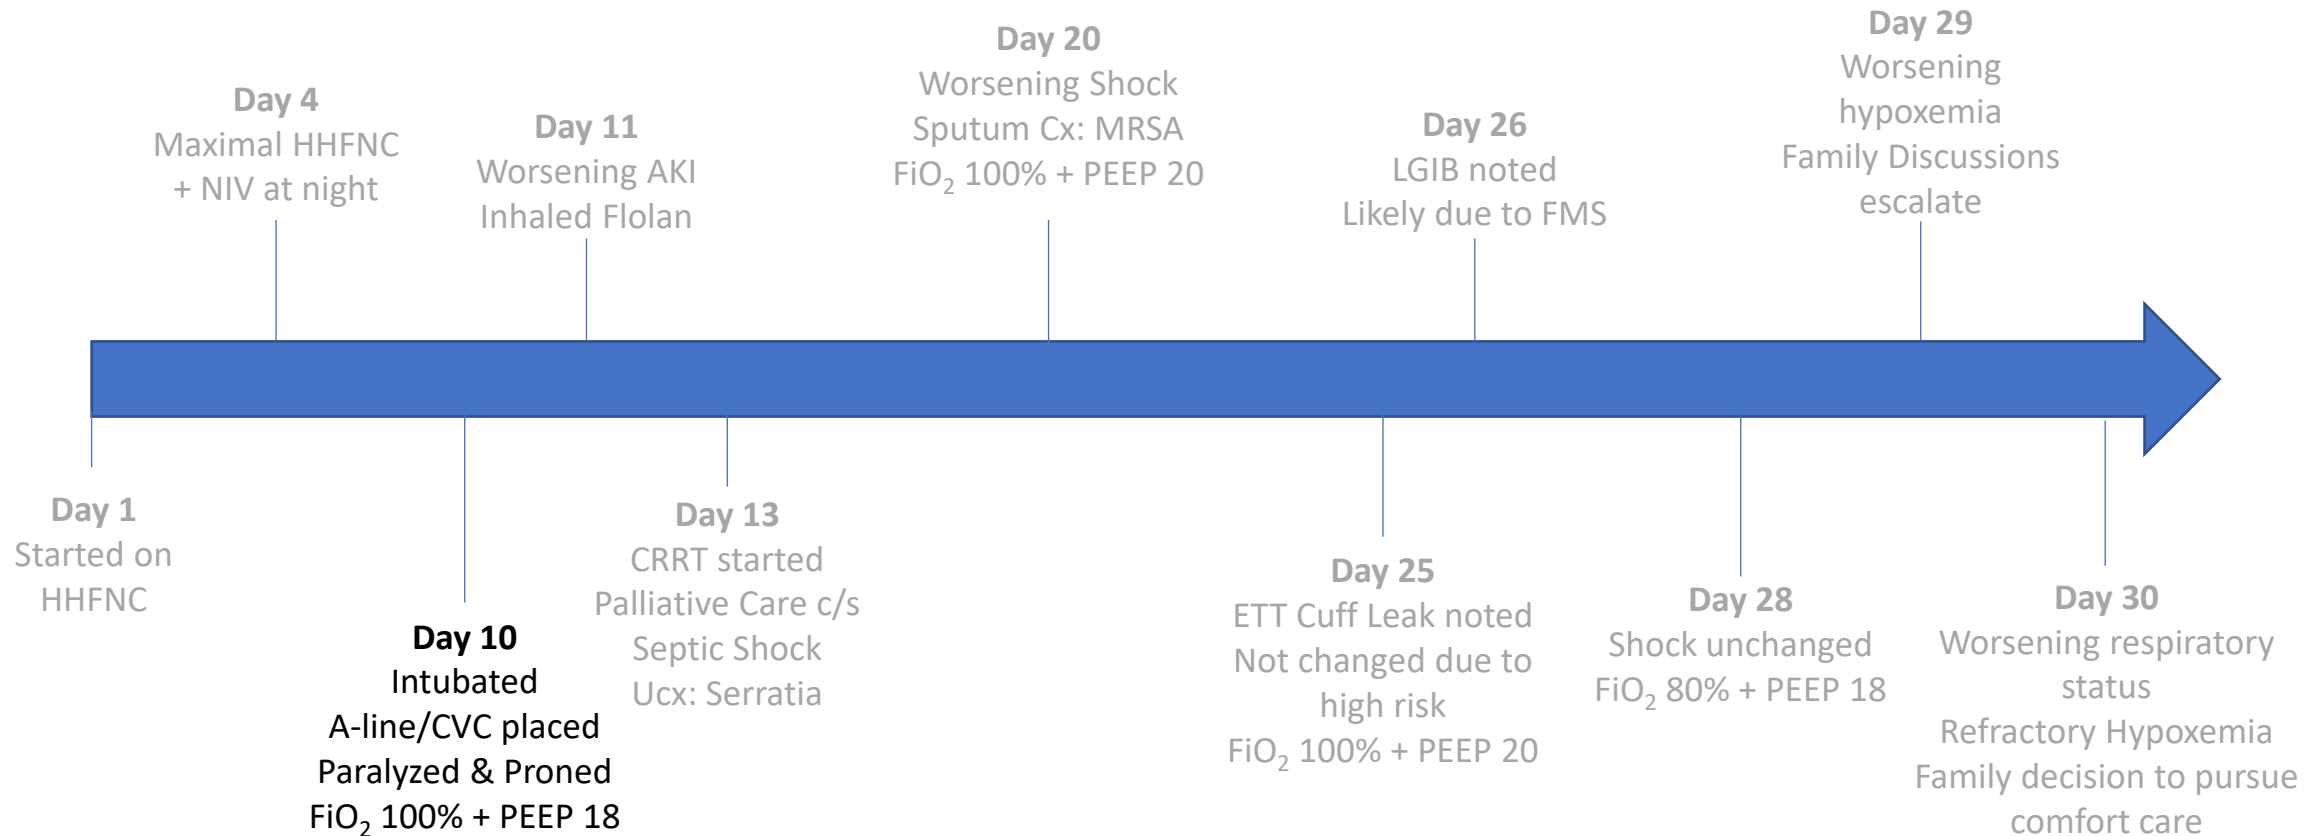 Day 1
Started on
HHFNC
Day 4
Maximal HHFNC
+ NIV at night
Day 10
Intubated
A-line/CVC placed
Paralyzed & Proned
FiO₂ 100% + PEEP 18
Day 11
Worsening AKI
Inhaled Flolan
Day 13
CRRT started
Palliative Care c/s
Septic Shock
Ucx: Serratia
Day 20
Worsening Shock
Sputum Cx: MRSA
FiO₂ 100% + PEEP 20
Day 25
ETT Cuff Leak noted
Not changed due to
high risk
FiO₂ 100% + PEEP 20
Day 26
LGIB noted
Likely due to FMS
Day 28
Shock unchanged
FiO₂ 80% + PEEP 18
Day 29
Worsening
hypoxemia
Family Discussions
escalate
Day 30
Worsening respiratory
status
Refractory Hypoxemia
Family decision to pursue
comfort care